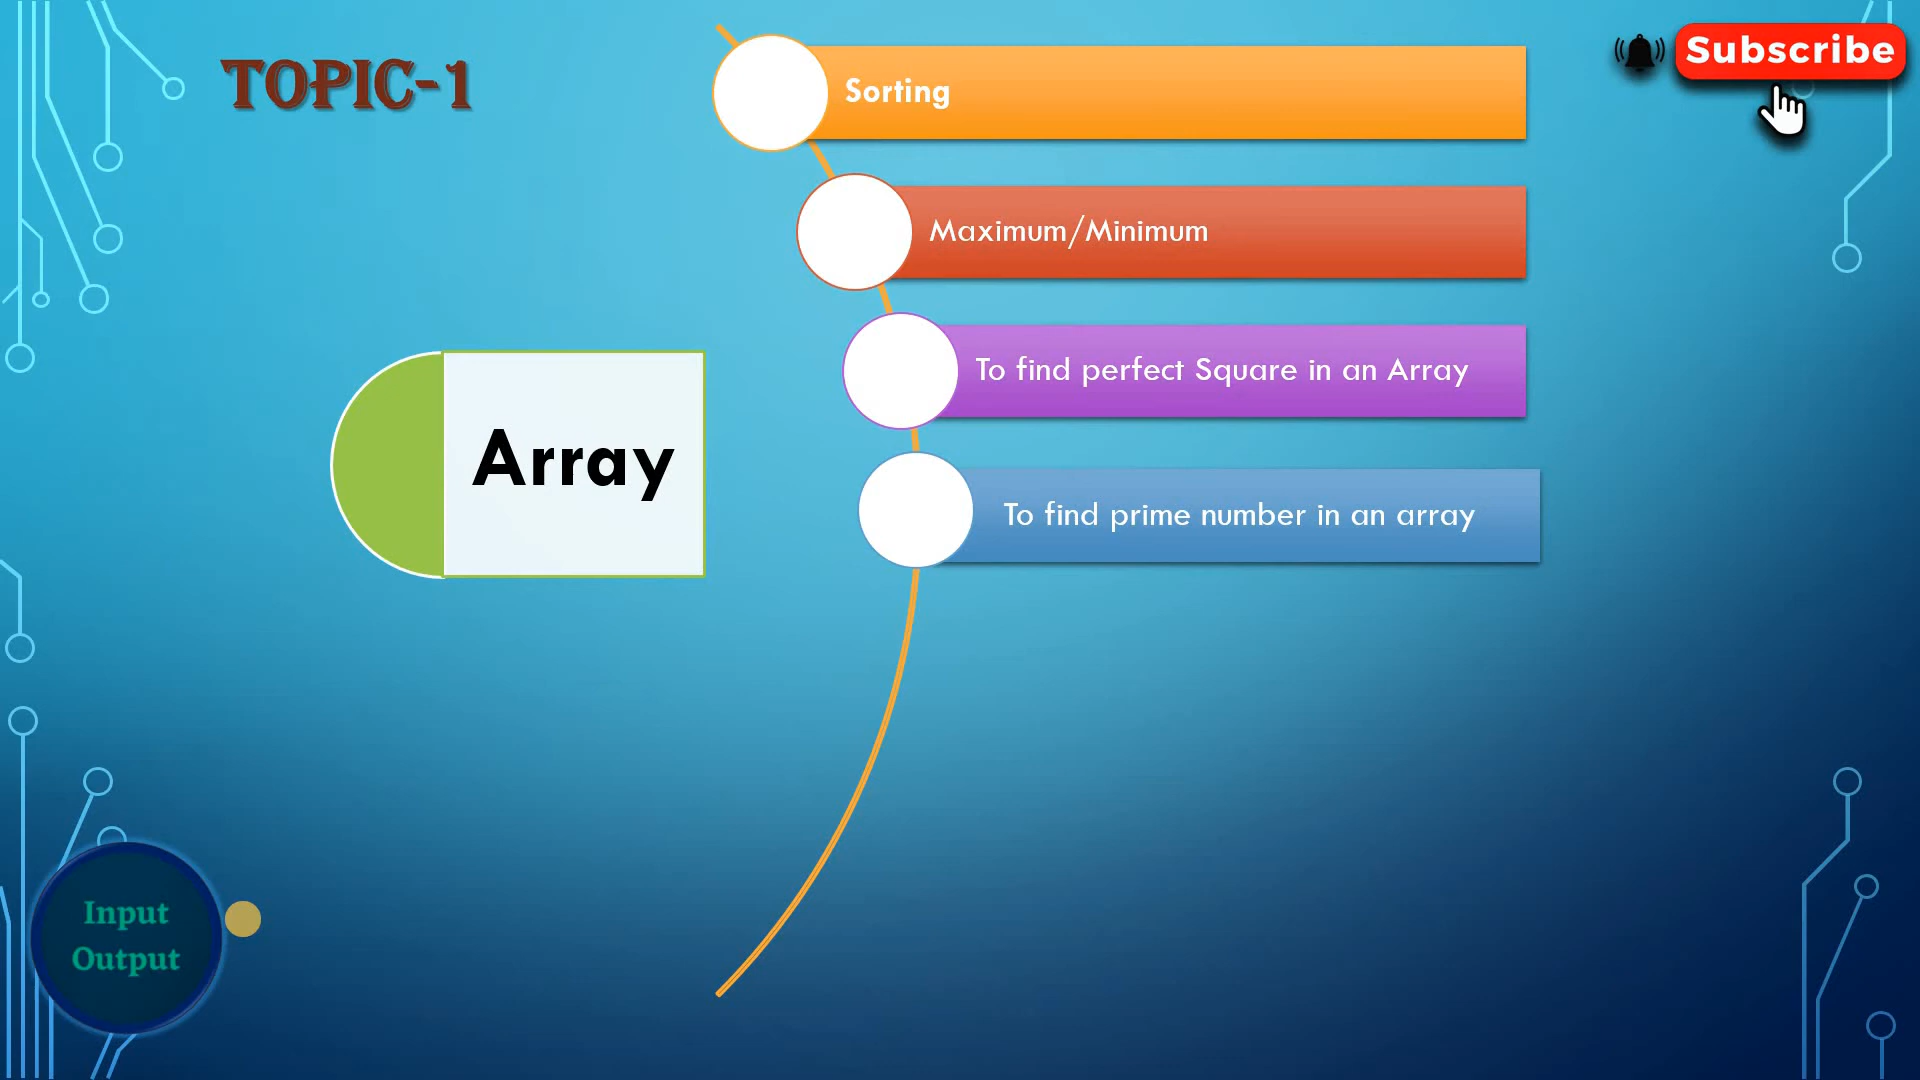 TOPIC-1
Sorting
Subscribe
Maximum/Minimum
To find perfect Square in an Array
Array
To find prime number in an array
Input
Output